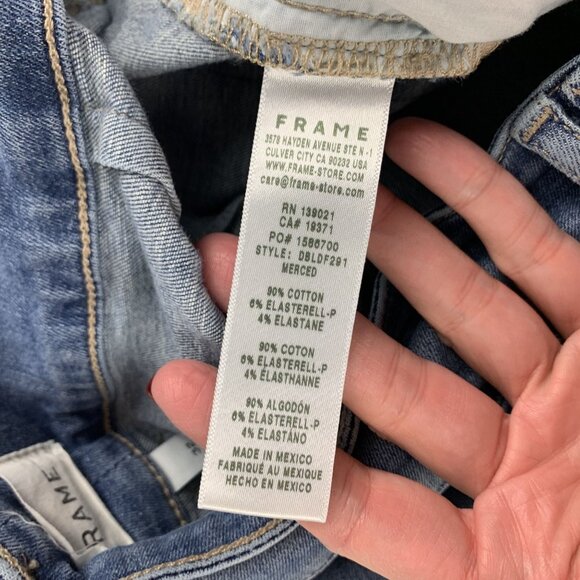 FRAME
3578 HAYDEN AVENUE STE N-1
CULVER CITY CA 90232 USA
WWW.FRAME-STORE.COM
care@frame-store.com
RN 139021
CA# 19371
PO# 1586700
STYLE: DBLDF291
MERCED
90% COTTON
6% ELASTERELL-P
4% ELASTANE
90% COTON
6% ELASTERELL-P
4% ELASTHANNE
90% ALGODÓN
6% ELASTERELL-P
4% ELASTÁNO
MADE IN MEXICO
FABRIQUÉ AU MEXIQUE
HECHO EN MEXICO
FRAME